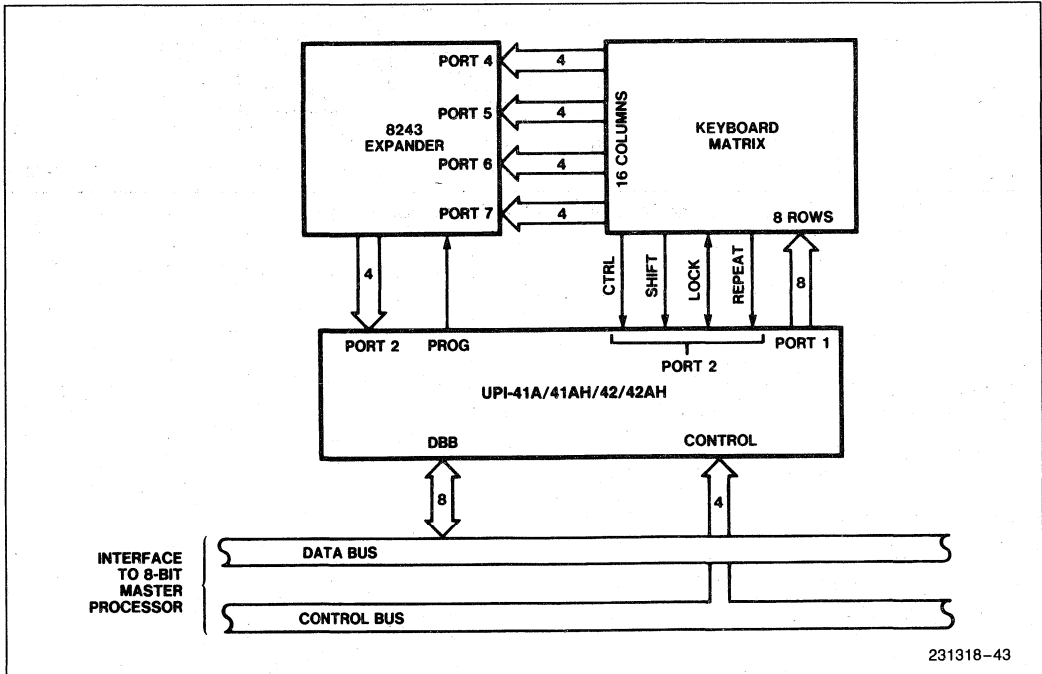 PORT 4
4
PORT 5
4
8243
EXPANDER
PORT 6
4
PORT 7
4
16 COLUMNS
KEYBOARD
MATRIX
8 ROWS
4
CTRL
SHIFT
LOCK
REPEAT
8
PORT 2
PROG
PORT 2
PORT 1
UPI-41A/41AH/42/42AH
DBB
CONTROL
8
4
INTERFACE
TO 8-BIT
MASTER
PROCESSOR
DATA BUS
CONTROL BUS
231318-43